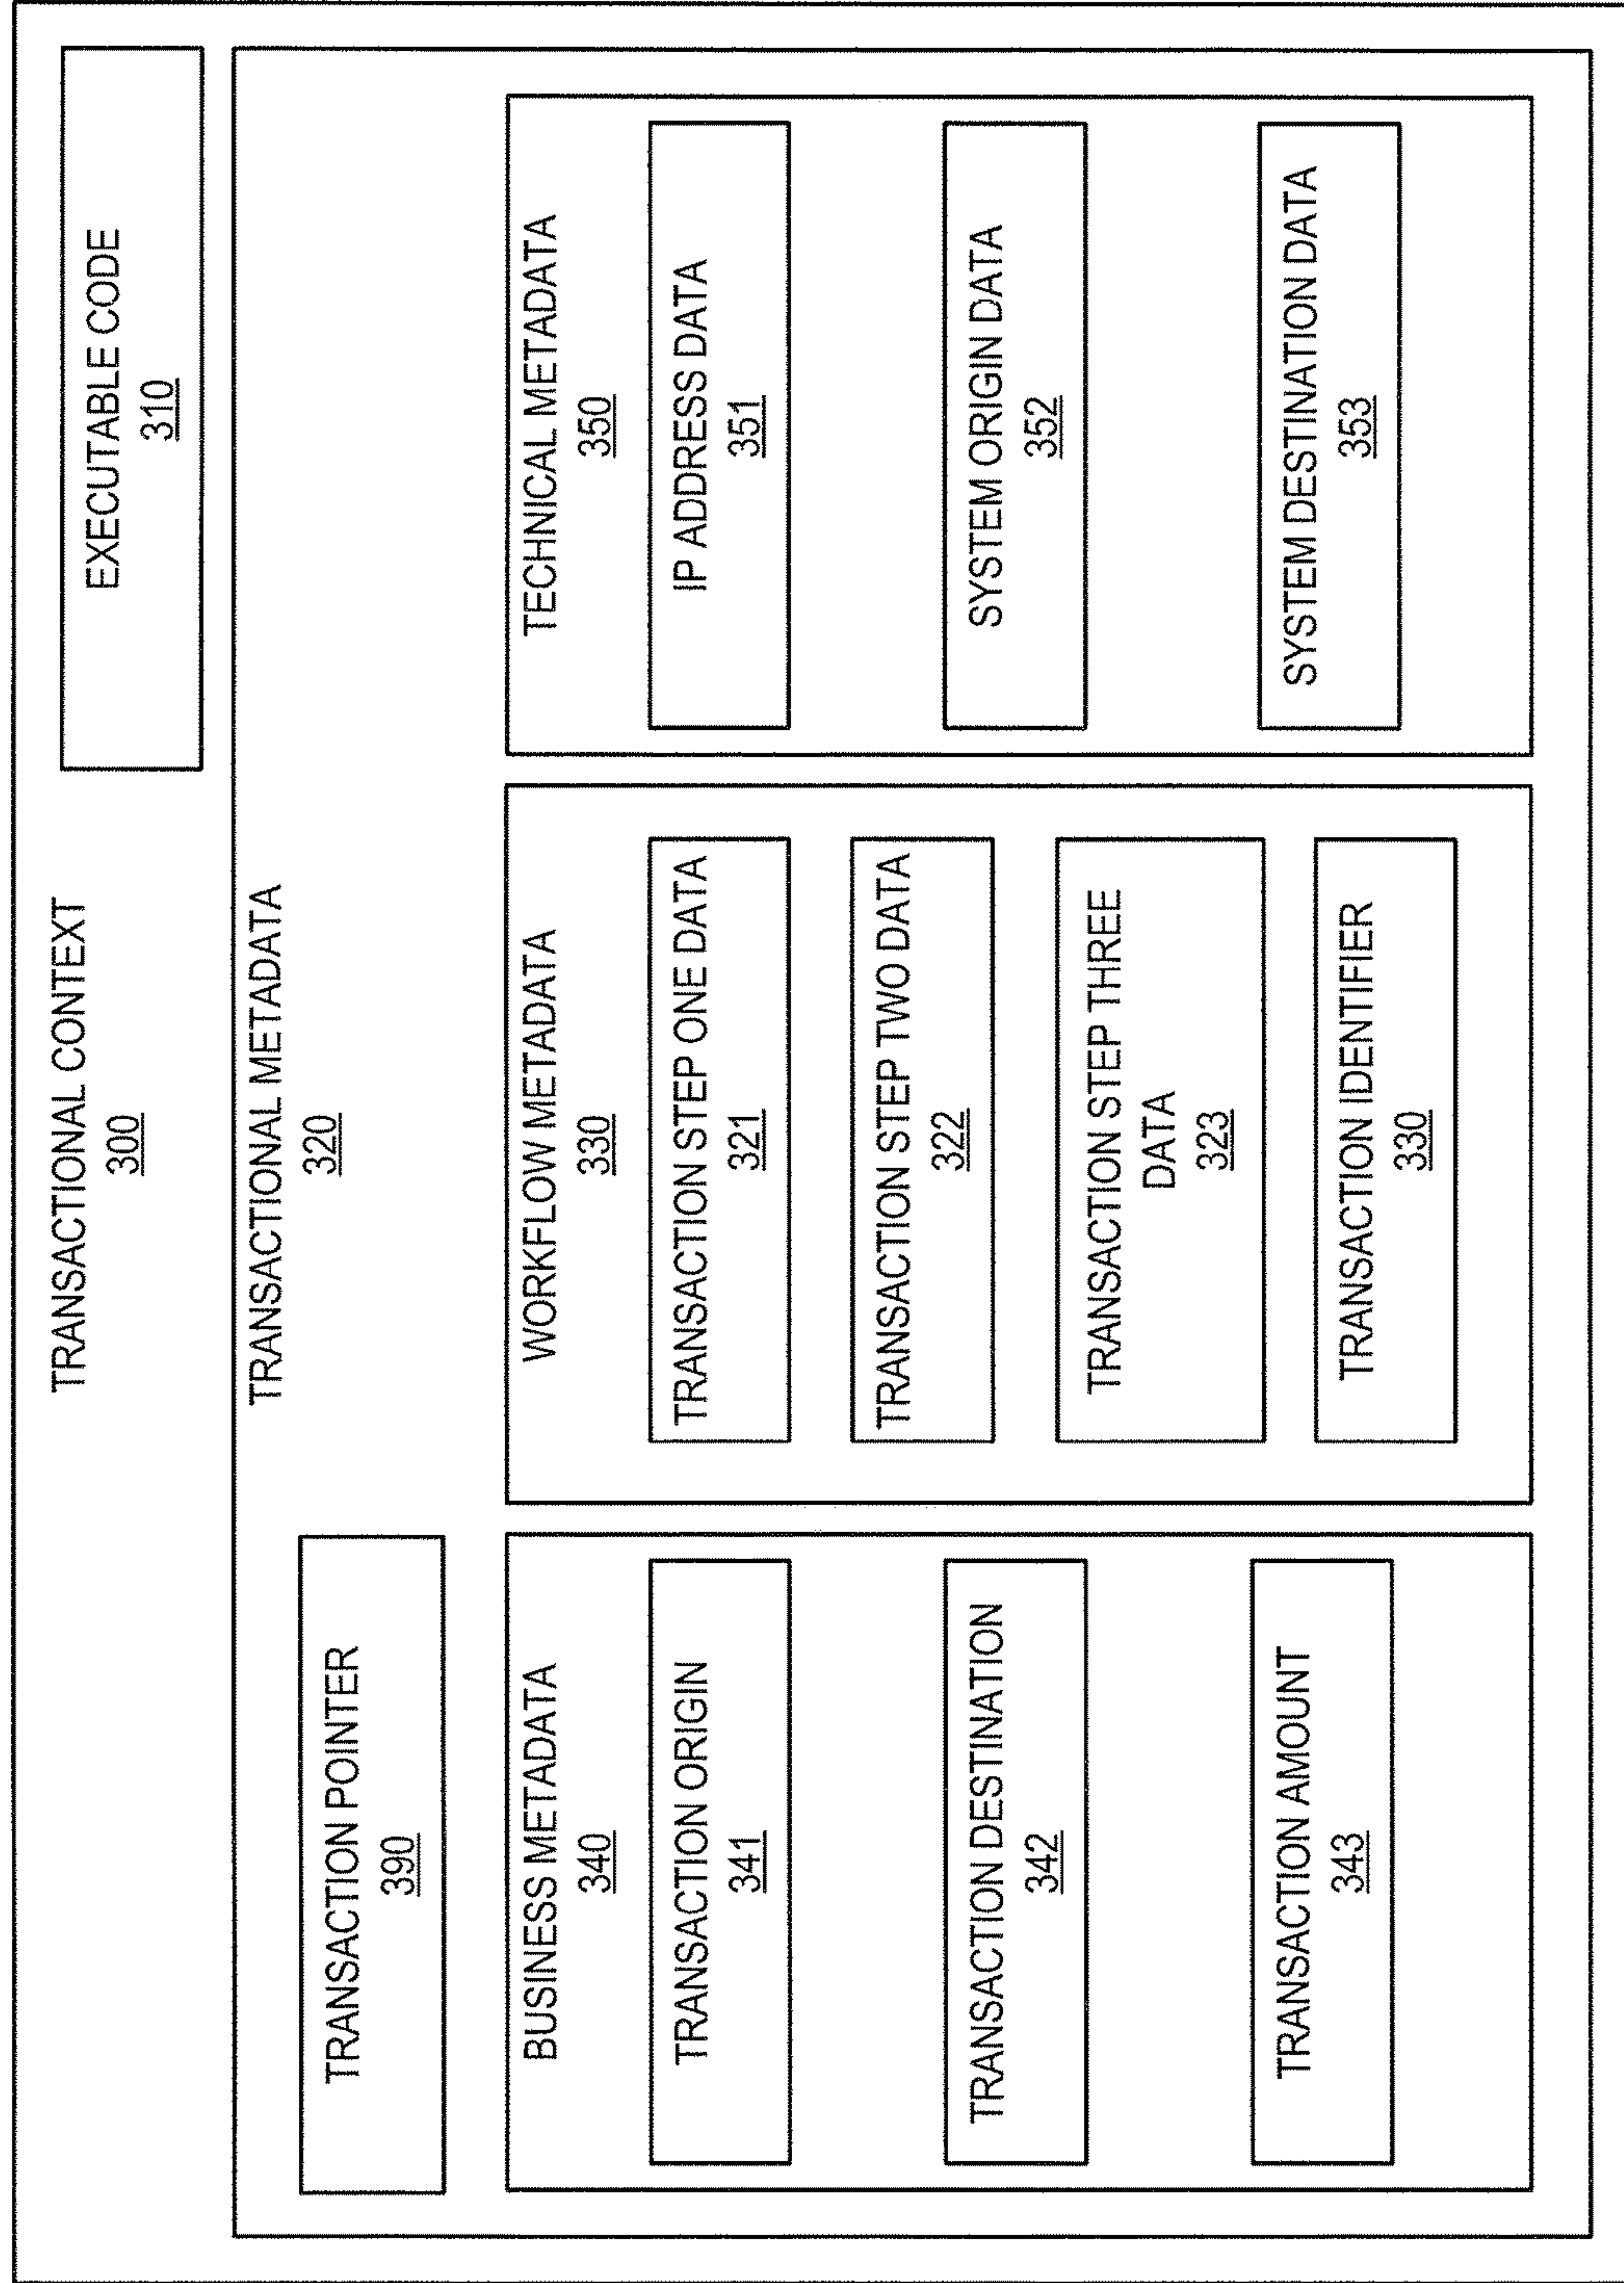 TRANSACTIONAL CONTEXT
300
EXECUTABLE CODE
310
TRANSACTIONAL METADATA
320
TRANSACTION POINTER
390
BUSINESS METADATA
340
TRANSACTION ORIGIN
341
TRANSACTION DESTINATION
342
TRANSACTION AMOUNT
343
WORKFLOW METADATA
330
TRANSACTION STEP ONE DATA
321
TRANSACTION STEP TWO DATA
322
TRANSACTION STEP THREE
DATA
323
TRANSACTION IDENTIFIER
330
TECHNICAL METADATA
350
IP ADDRESS DATA
351
SYSTEM ORIGIN DATA
352
SYSTEM DESTINATION DATA
353